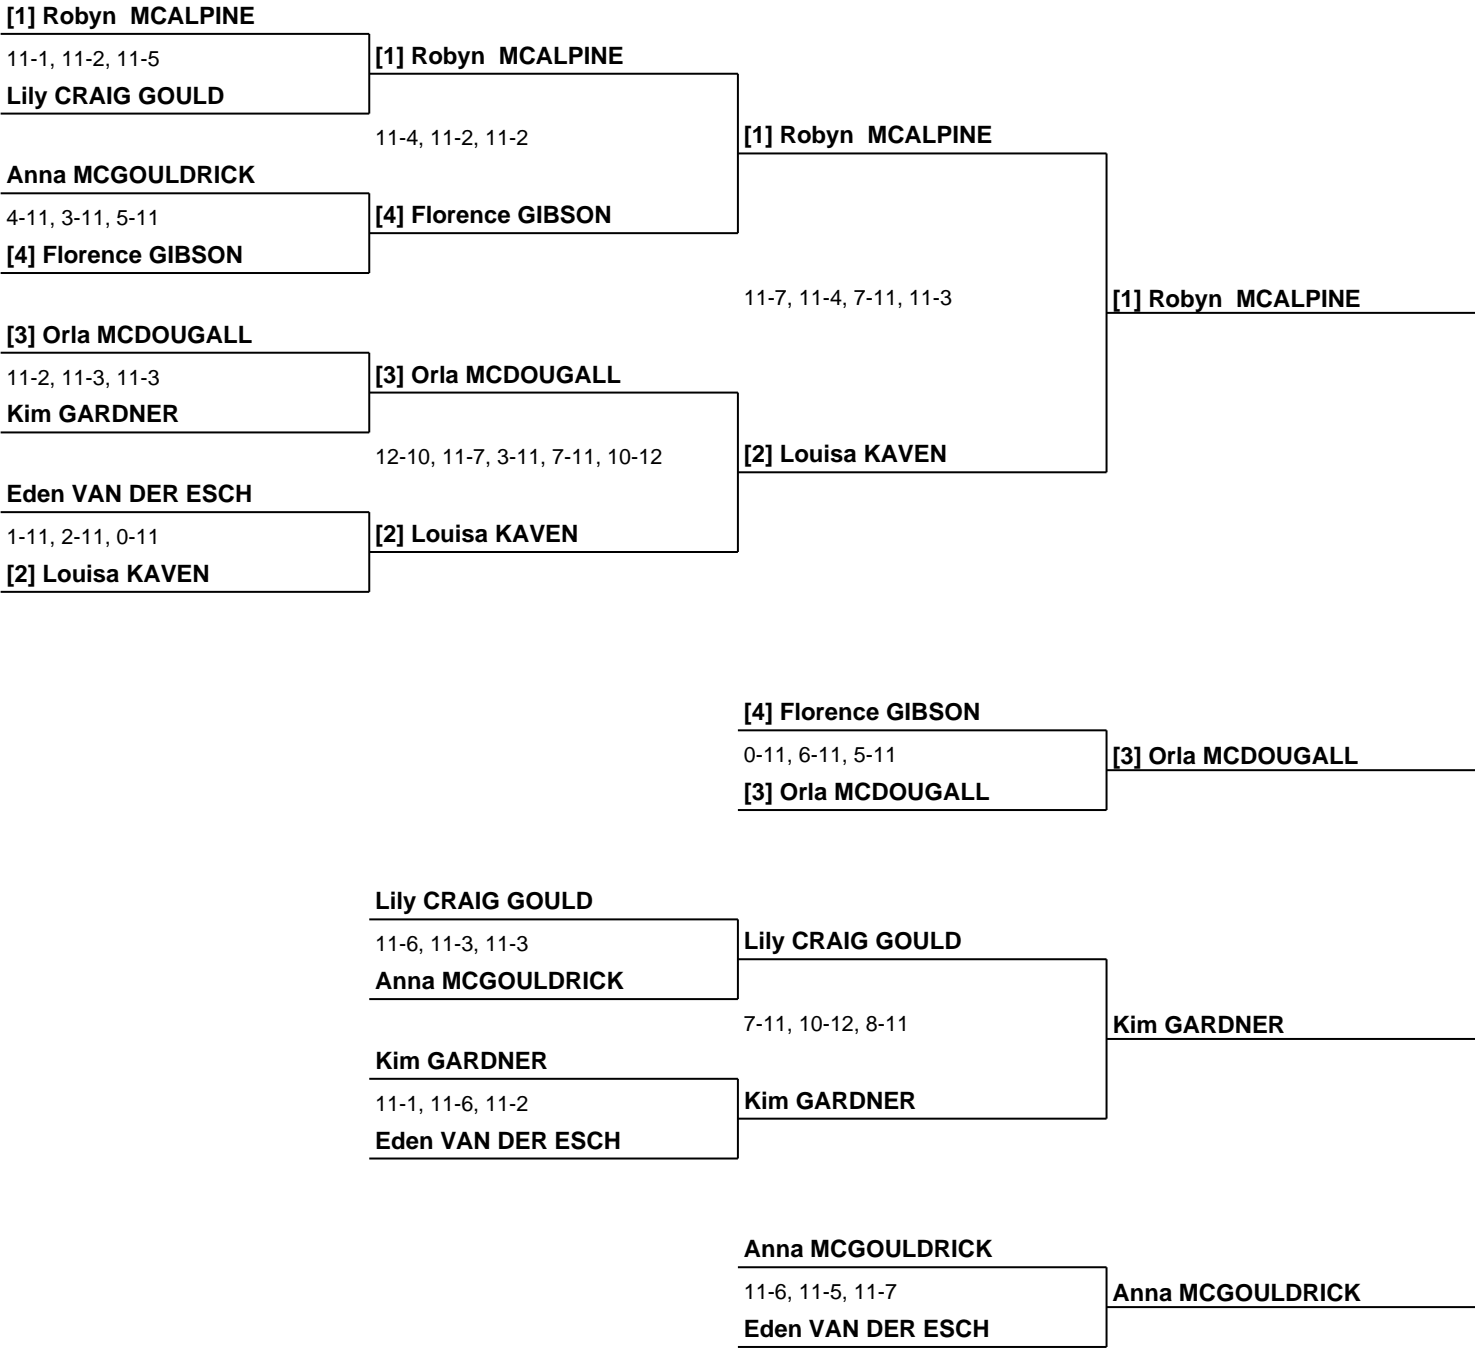 [1] Robyn  MCALPINE
11-1, 11-2, 11-5
[1] Robyn  MCALPINE
Lily CRAIG GOULD
11-4, 11-2, 11-2
[1] Robyn  MCALPINE
Anna MCGOULDRICK
4-11, 3-11, 5-11
[4] Florence GIBSON
[4] Florence GIBSON
11-7, 11-4, 7-11, 11-3
[1] Robyn  MCALPINE
[3] Orla MCDOUGALL
11-2, 11-3, 11-3
[3] Orla MCDOUGALL
Kim GARDNER
12-10, 11-7, 3-11, 7-11, 10-12
[2] Louisa KAVEN
Eden VAN DER ESCH
1-11, 2-11, 0-11
[2] Louisa KAVEN
[2] Louisa KAVEN
[4] Florence GIBSON
0-11, 6-11, 5-11
[3] Orla MCDOUGALL
[3] Orla MCDOUGALL
Lily CRAIG GOULD
11-6, 11-3, 11-3
Lily CRAIG GOULD
Anna MCGOULDRICK
7-11, 10-12, 8-11
Kim GARDNER
Kim GARDNER
11-1, 11-6, 11-2
Kim GARDNER
Eden VAN DER ESCH
Anna MCGOULDRICK
11-6, 11-5, 11-7
Anna MCGOULDRICK
Eden VAN DER ESCH